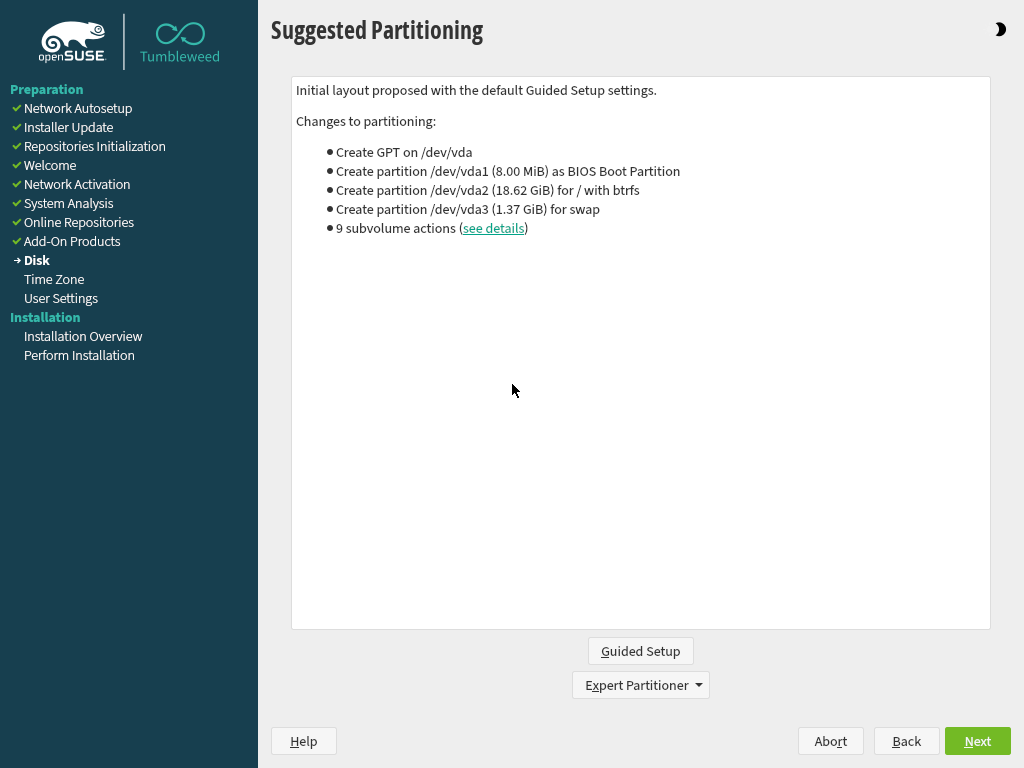 openSUSE
Tumbleweed
Preparation
Network Autosetup
Installer Update
Repositories Initialization
Welcome
Network Activation
System Analysis
Online Repositories
Add-On Products
Disk
Time Zone
User Settings
Installation
Installation Overview
Perform Installation
Suggested Partitioning
Initial layout proposed with the default Guided Setup settings.
Changes to partitioning:
Create GPT on /dev/vda
Create partition /dev/vda1 (8.00 MiB) as BIOS Boot Partition
Create partition /dev/vda2 (18.62 GiB) for / with btrfs
Create partition /dev/vda3 (1.37 GiB) for swap
9 subvolume actions (see details)
Guided Setup
Expert Partitioner
Help
Abort
Back
Next